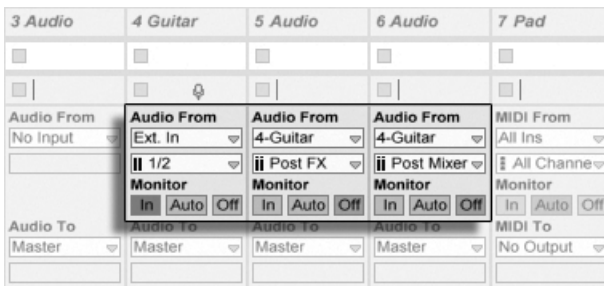 3 Audio 4 Guitar 5 Audio 6 Audio 7 Pad
Audio From Audio From Audio From Audio From MIDI From
No Input Ext. In 4-Guitar 4-Guitar All Ins
1/2 Post FX Post Mixer All Channe
Monitor Monitor Monitor Monitor
In Auto Off In Auto Off In Auto Off In Auto
Audio To Audio To Audio To Audio To MIDI To
Master Master Master Master No Output